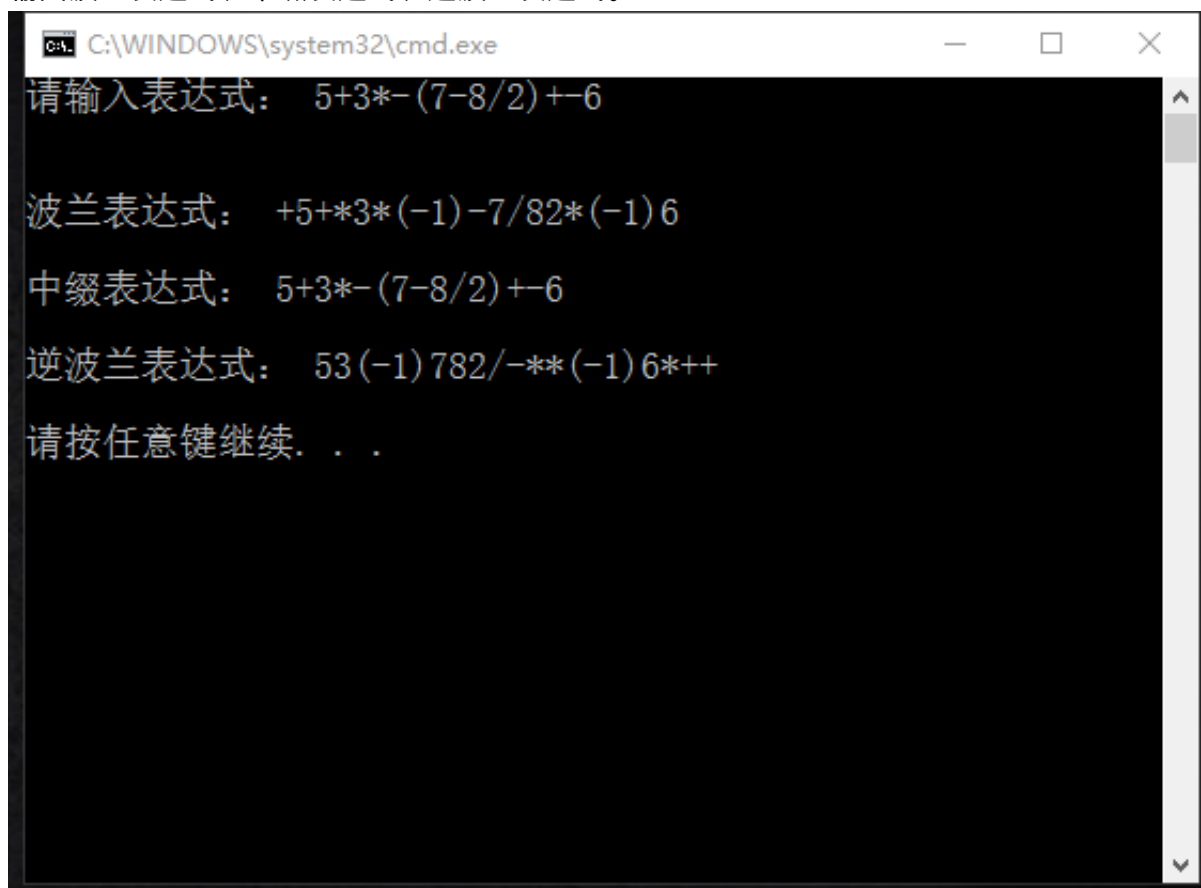 C:\WINDOWS\system32\cmd.exe
请输入表达式： 5+3*-(7-8/2)+-6
波兰表达式： +5+*3*(-1)-7/82*(-1)6
中缀表达式： 5+3*-(7-8/2)+-6
逆波兰表达式： 53(-1)782/-**(-1)6*++
请按任意键继续. . .